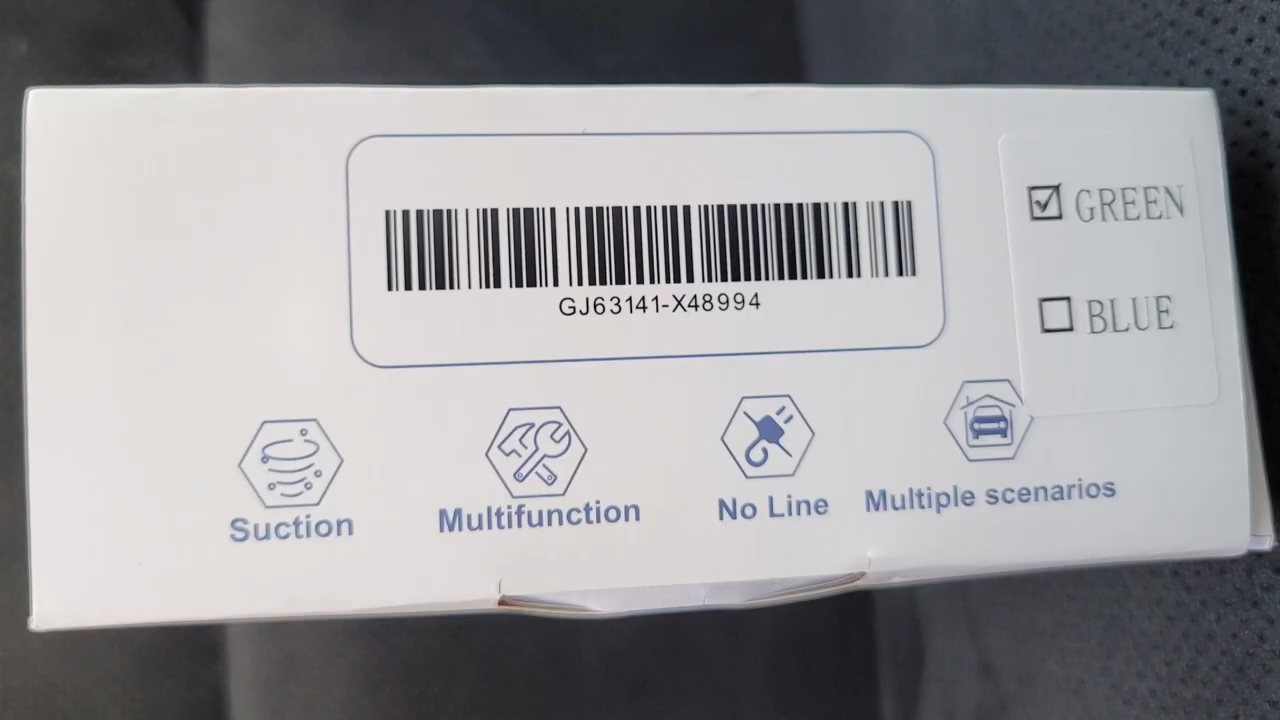 GJ63141-X48994
GREEN
BLUE
Suction
Multifunction
No Line
Multiple scenarios